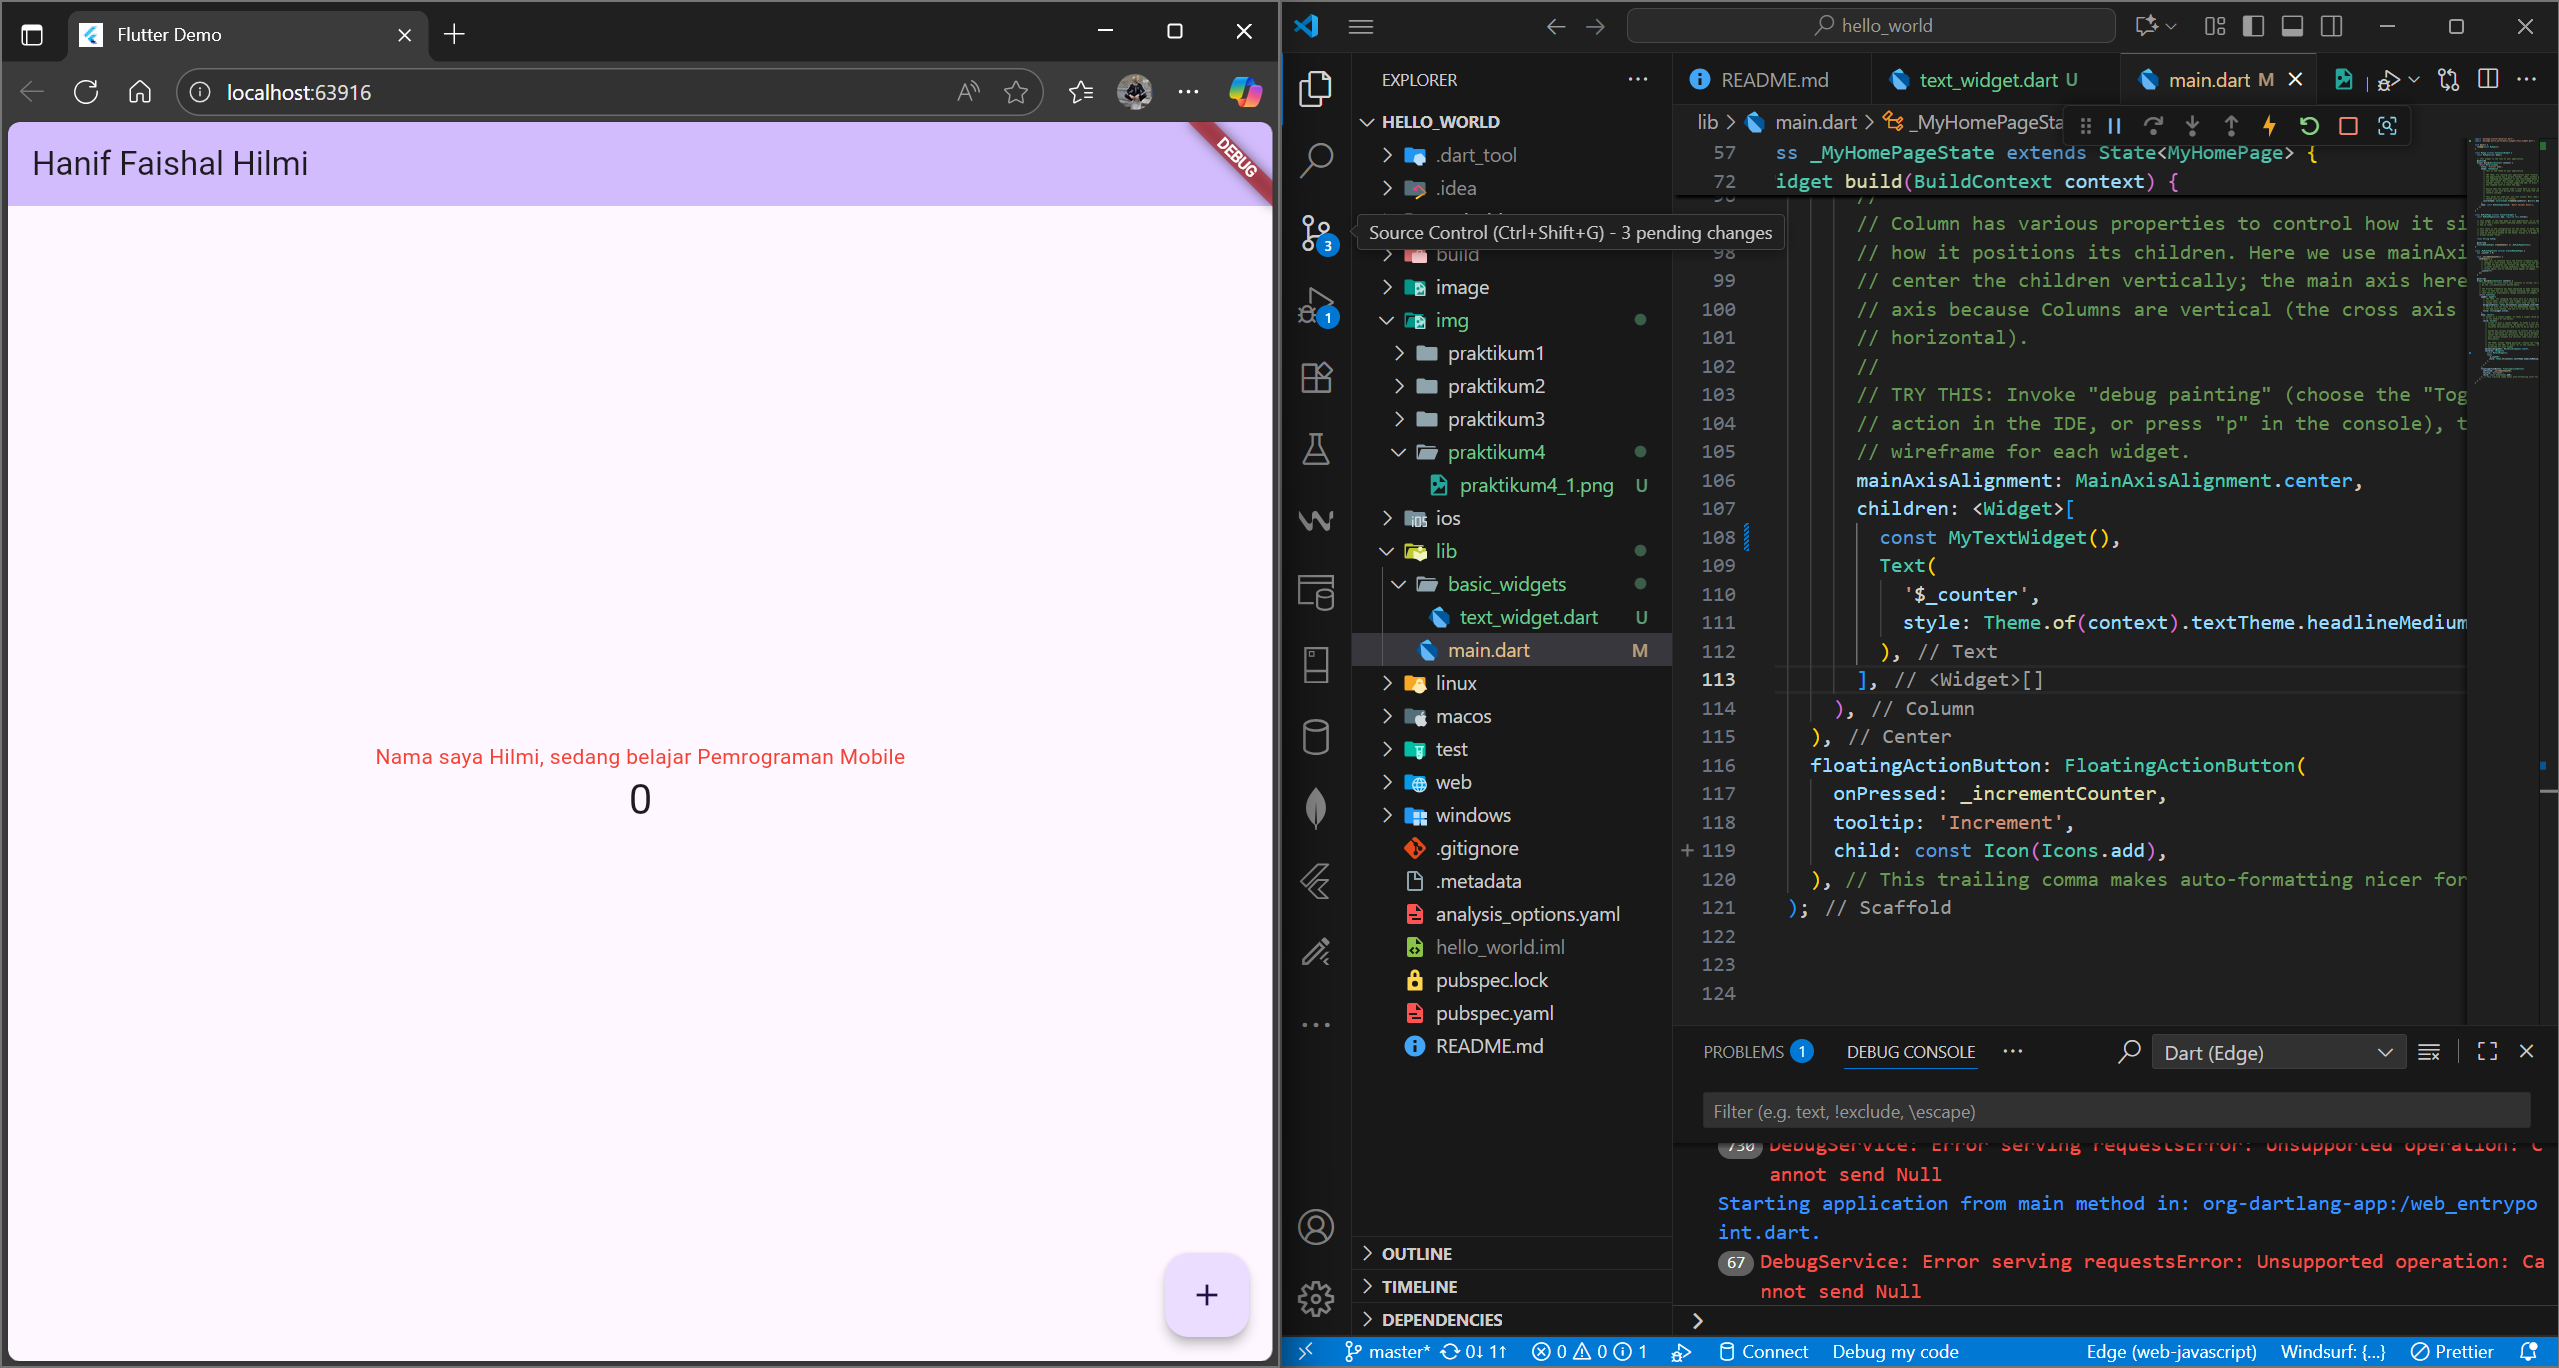 Flutter Demo
localhost:63916
Hanif Faishal Hilmi
DEBUG
Nama saya Hilmi, sedang belajar Pemrograman Mobile
0
hello_world
EXPLORER
HELLO_WORLD
.dart_tool
.idea
Source Control (Ctrl+Shift+G) - 3 pending changes
3
build
1
image
img
praktikum1
praktikum2
praktikum3
praktikum4
praktikum4_1.png U
ios
lib
basic_widgets
text_widget.dart U
main.dart M
linux
macos
test
web
windows
.gitignore
.metadata
analysis_options.yaml
hello_world.iml
pubspec.lock
pubspec.yaml
README.md
OUTLINE
TIMELINE
DEPENDENCIES
README.md text_widget.dart U main.dart M
lib > main.dart > _MyHomePageSta
57 ss _MyHomePageState extends State<MyHomePage> {
72 idget build(BuildContext context) {
//
// Column has various properties to control how it si
98 // how it positions its children. Here we use mainAxi
99 // center the children vertically; the main axis here
100 // axis because Columns are vertical (the cross axis
101 // horizontal).
102 //
103 // TRY THIS: Invoke "debug painting" (choose the "Tog
104 // action in the IDE, or press "p" in the console), t
105 // wireframe for each widget.
106 mainAxisAlignment: MainAxisAlignment.center,
107 children: <Widget>[
108 const MyTextWidget(),
109 Text(
110 '$_counter',
111 style: Theme.of(context).textTheme.headlineMedium
112 ), // Text
113 ], // <Widget>[]
114 ), // Column
115 ), // Center
116 floatingActionButton: FloatingActionButton(
117 onPressed: _incrementCounter,
118 tooltip: 'Increment',
119 child: const Icon(Icons.add),
120 ), // This trailing comma makes auto-formatting nicer for
121 ); // Scaffold
122
123
124
PROBLEMS 1 DEBUG CONSOLE Dart (Edge)
Filter (e.g. text, !exclude, \escape)
730 DebugService: Error serving requestsError: Unsupported operation: C
annot send Null
Starting application from main method in: org-dartlang-app:/web_entrypo
int.dart.
67 DebugService: Error serving requestsError: Unsupported operation: Ca
nnot send Null
master* 0↓ 1↑ 0 0 1 Connect Debug my code Edge (web-javascript) Windsurf: {...} Prettier